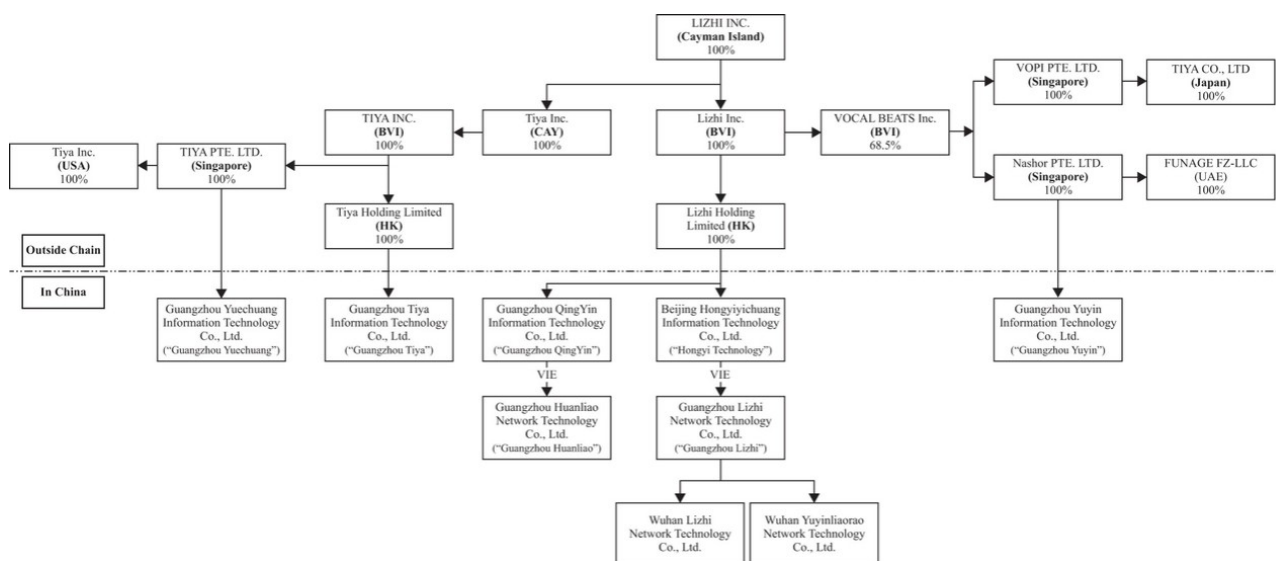 LIZHI INC.
(Cayman Island)
100%
VOPI PTE. LTD.
(Singapore)
100%
TIYA CO., LTD
(Japan)
100%
TIYA INC.
(BVI)
100%
Tiya Inc.
(CAY)
100%
Lizhi Inc.
(BVI)
100%
VOCAL BEATS Inc.
(BVI)
68.5%
Tiya Inc.
(USA)
100%
TIYA PTE. LTD.
(Singapore)
100%
Nashor PTE. LTD.
(Singapore)
100%
FUNAGE FZ-LLC
(UAE)
100%
Tiya Holding Limited
(HK)
100%
Lizhi Holding
Limited (HK)
100%
Outside Chain
In China
Guangzhou Yuechuang
Information Technology
Co., Ltd.
(“Guangzhou Yuechuang”)
Guangzhou Tiya
Information Technology
Co., Ltd.
(“Guangzhou Tiya”)
Guangzhou QingYin
Information Technology
Co., Ltd.
(“Guangzhou QingYin”)
Beijing Hongyiyichuang
Information Technology
Co., Ltd.
(“Hongyi Technology”)
Guangzhou Yuyin
Information Technology
Co., Ltd.
(“Guangzhou Yuyin”)
VIE
VIE
Guangzhou Huanliao
Network Technology
Co., Ltd.
(“Guangzhou Huanliao”)
Guangzhou Lizhi
Network Technology
Co., Ltd.
(“Guangzhou Lizhi”)
Wuhan Lizhi
Network Technology
Co., Ltd.
Wuhan Yuyinliaorao
Network Technology
Co., Ltd.